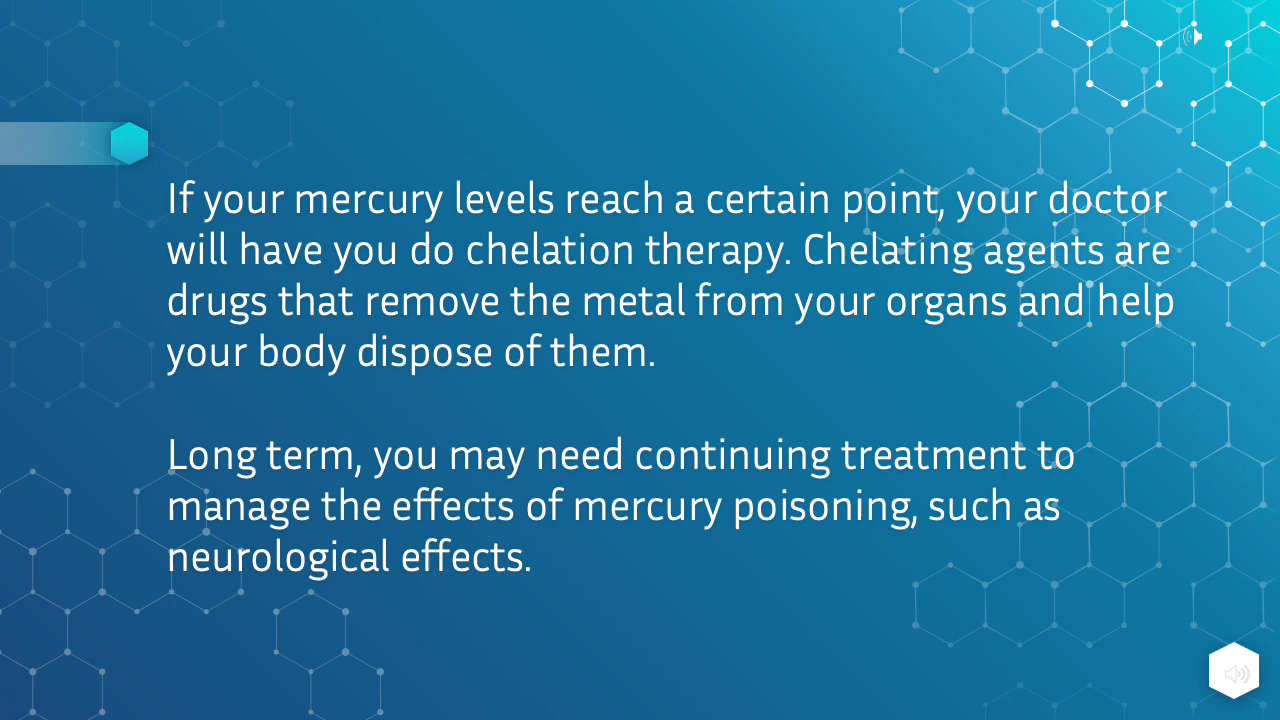 If your mercury levels reach a certain point, your doctor
will have you do chelation therapy. Chelating agents are
drugs that remove the metal from your organs and help
your body dispose of them.
Long term, you may need continuing treatment to
manage the effects of mercury poisoning, such as
neurological effects.